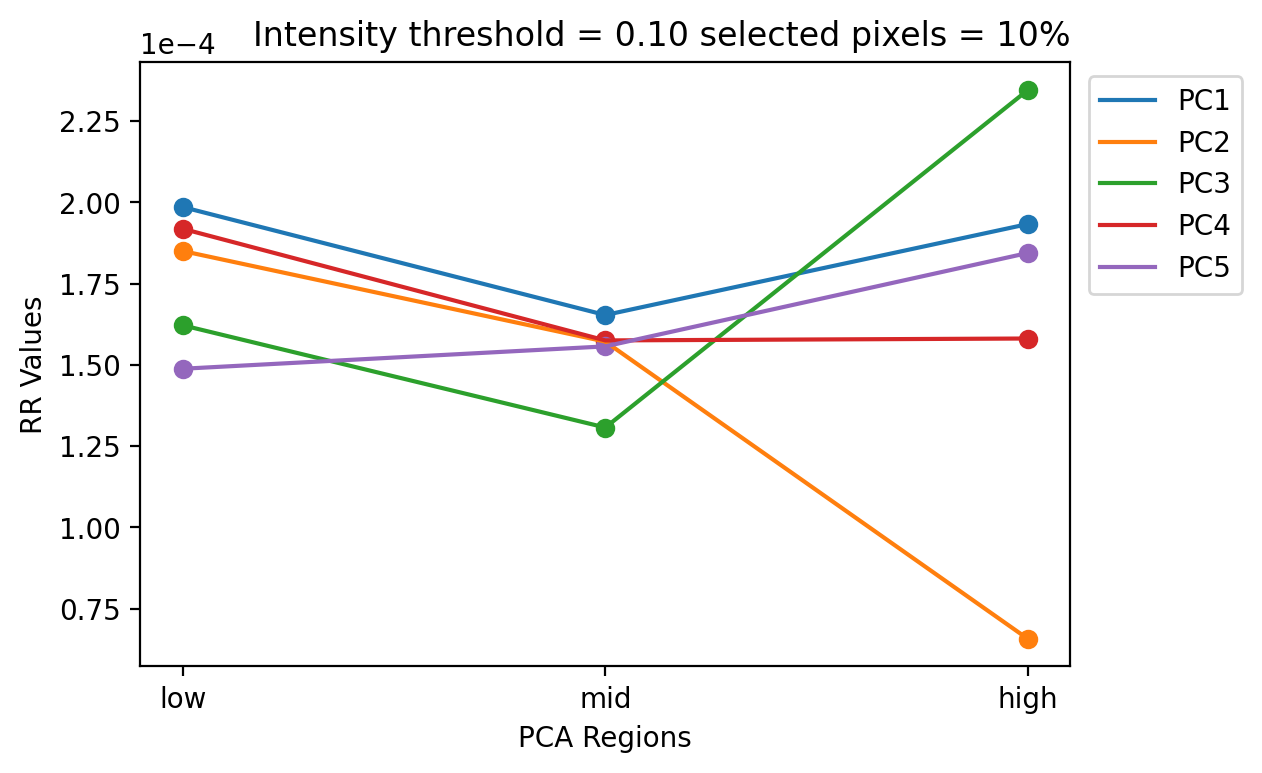 Intensity threshold = 0.10 selected pixels = 10%
1e−4
2.25
2.00
1.75
1.50
1.25
1.00
0.75
RR Values
low mid high
PCA Regions
PC1
PC2
PC3
PC4
PC5